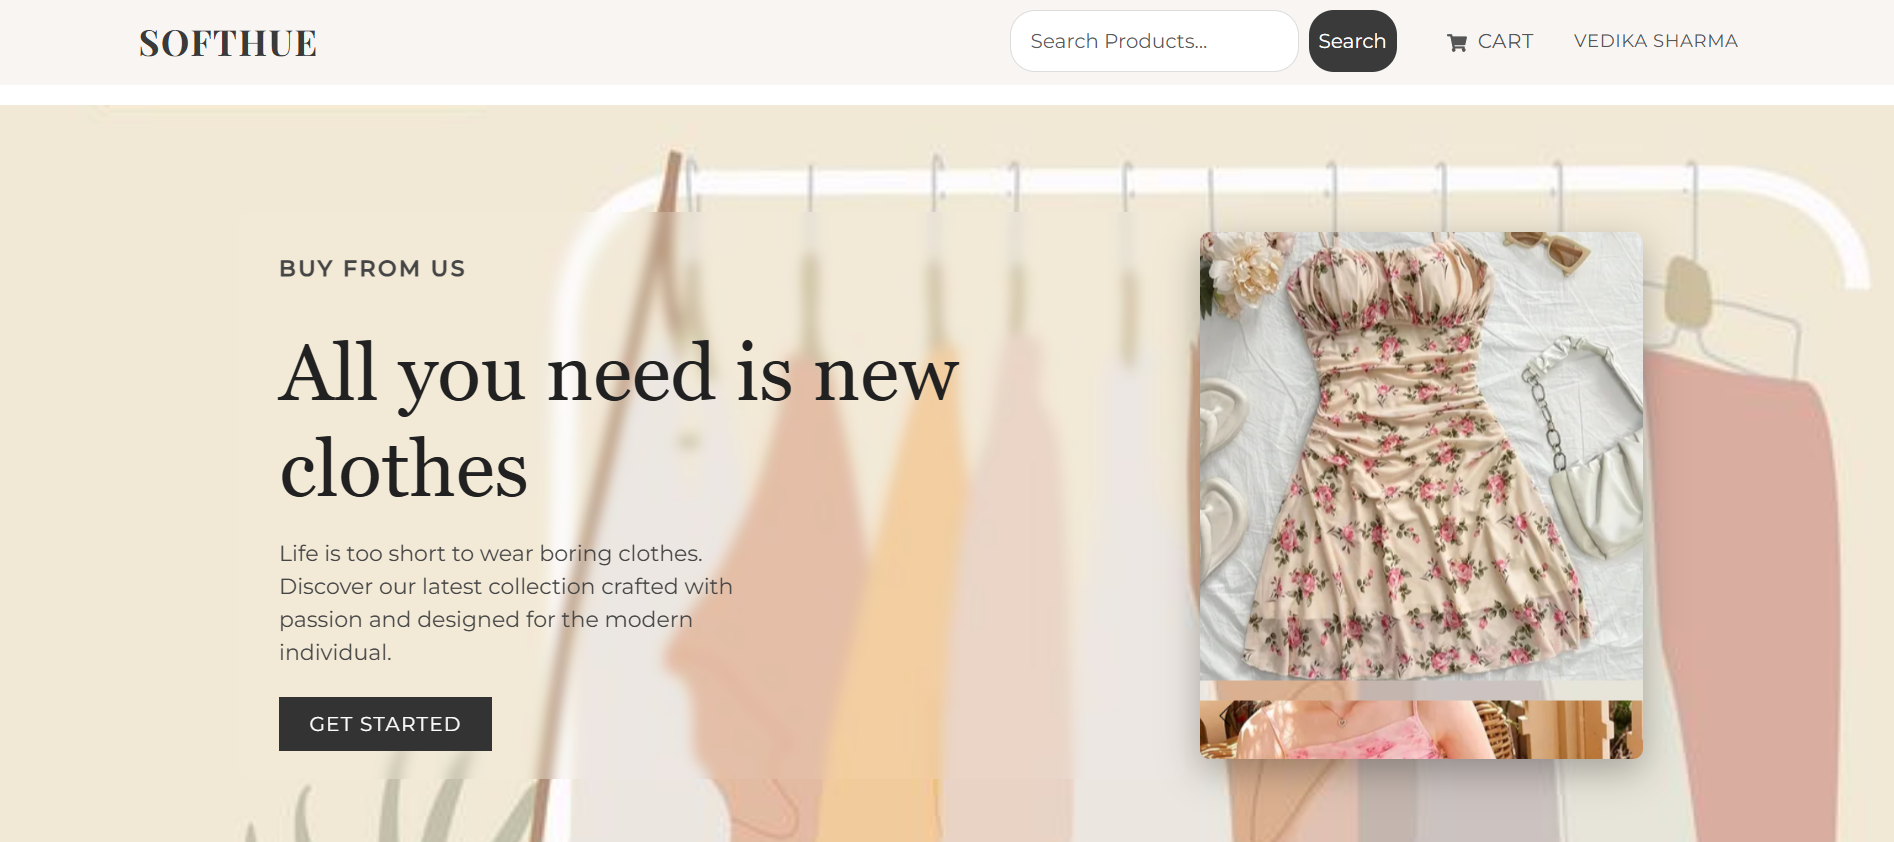 SOFTHUE
Search Products...
Search
CART
VEDIKA SHARMA
BUY FROM US
All you need is new
clothes
Life is too short to wear boring clothes.
Discover our latest collection crafted with
passion and designed for the modern
individual.
GET STARTED